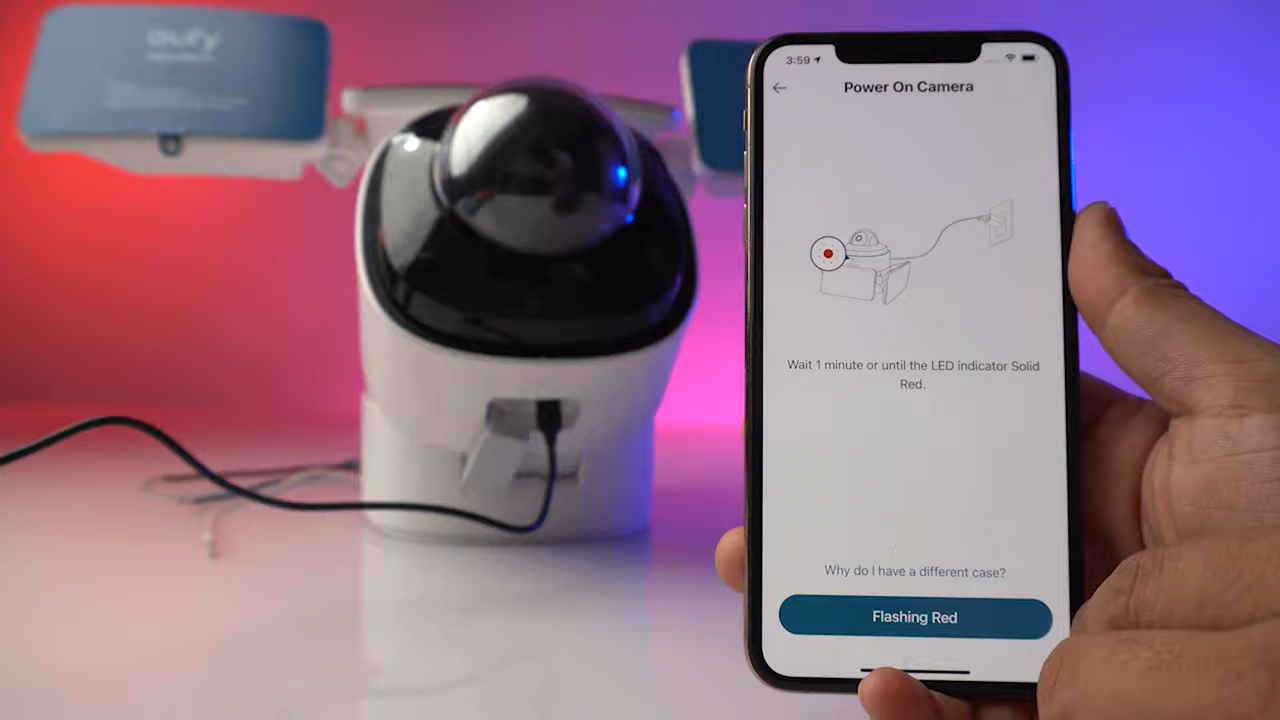 eufy
3:59
Power On Camera
Wait 1 minute or until the LED indicator Solid
Red.
Why do I have a different case?
Flashing Red